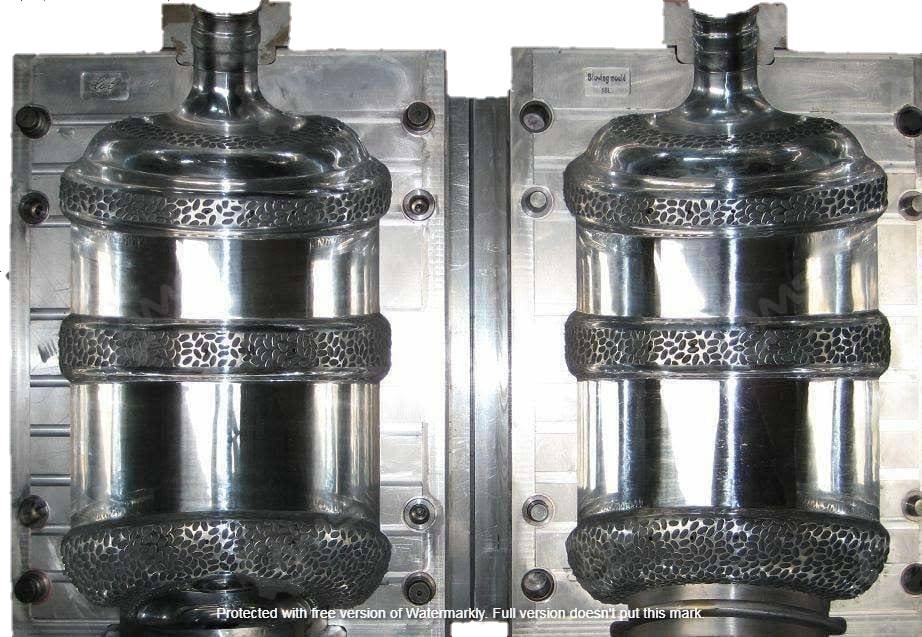 Blowing mould
18L
Protected with free version of Watermarkly. Full version doesn't put this mark.